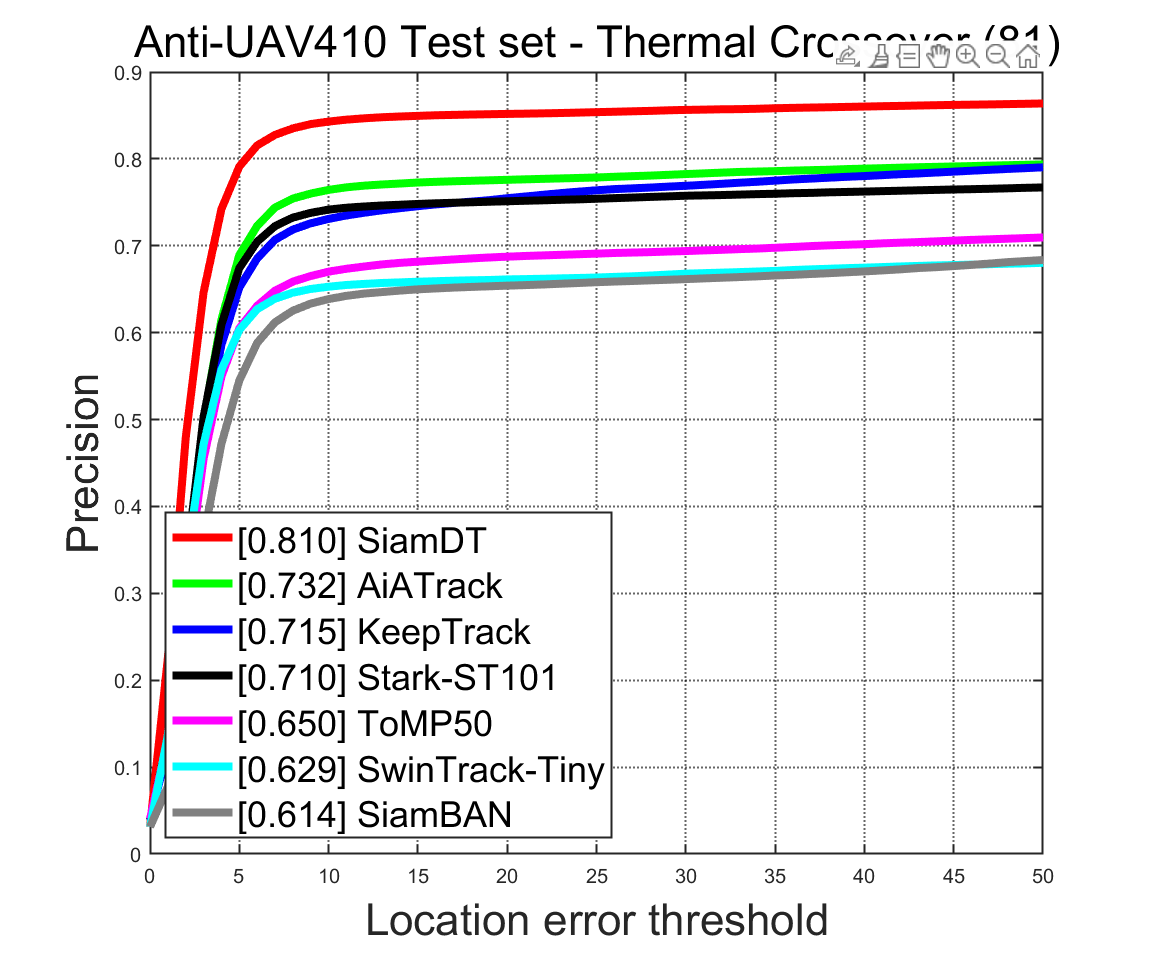 Anti-UAV410 Test set - Thermal Crossover (81)
0.9
0.8
0.7
0.6
0.5
0.4
0.3
0.2
0.1
0
Precision
[0.810] SiamDT
[0.732] AiATrack
[0.715] KeepTrack
[0.710] Stark-ST101
[0.650] ToMP50
[0.629] SwinTrack-Tiny
[0.614] SiamBAN
0 5 10 15 20 25 30 35 40 45 50
Location error threshold